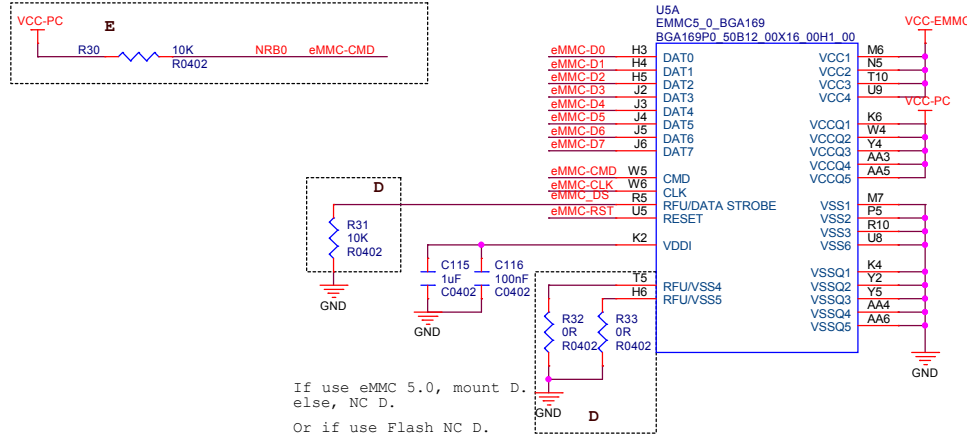 VCC-PC
E
R30
10K
R0402
NRB0
eMMC-CMD
U5A
EMMC5_0_BGA169
BGA169P0_50B12_00X16_00H1_00
eMMC-D0 H3 DAT0
eMMC-D1 H4 DAT1
eMMC-D2 H5 DAT2
eMMC-D3 J2 DAT3
eMMC-D4 J3 DAT4
eMMC-D5 J4 DAT5
eMMC-D6 J5 DAT6
eMMC-D7 J6 DAT7
eMMC-CMD W5 CMD
eMMC-CLK W6 CLK
eMMC_DS R5 RFU/DATA STROBE
eMMC-RST U5 RESET
K2 VDDI
T5 RFU/VSS4
H6 RFU/VSS5
VCC-EMMC
VCC1 M6
VCC2 N5
VCC3 T10
VCC4 U9
VCC-PC
VCCQ1 K6
VCCQ2 W4
VCCQ3 Y4
VCCQ4 AA3
VCCQ5 AA5
VSS1 M7
VSS2 P5
VSS3 R10
VSS6 U8
VSSQ1 K4
VSSQ2 Y2
VSSQ3 Y5
VSSQ4 AA4
VSSQ5 AA6
GND
D
R31
10K
R0402
GND
C115
1uF
C0402
C116
100nF
C0402
GND
R32
0R
R0402
R33
0R
R0402
GND
D
If use eMMC 5.0, mount D.
else, NC D.
Or if use Flash NC D.